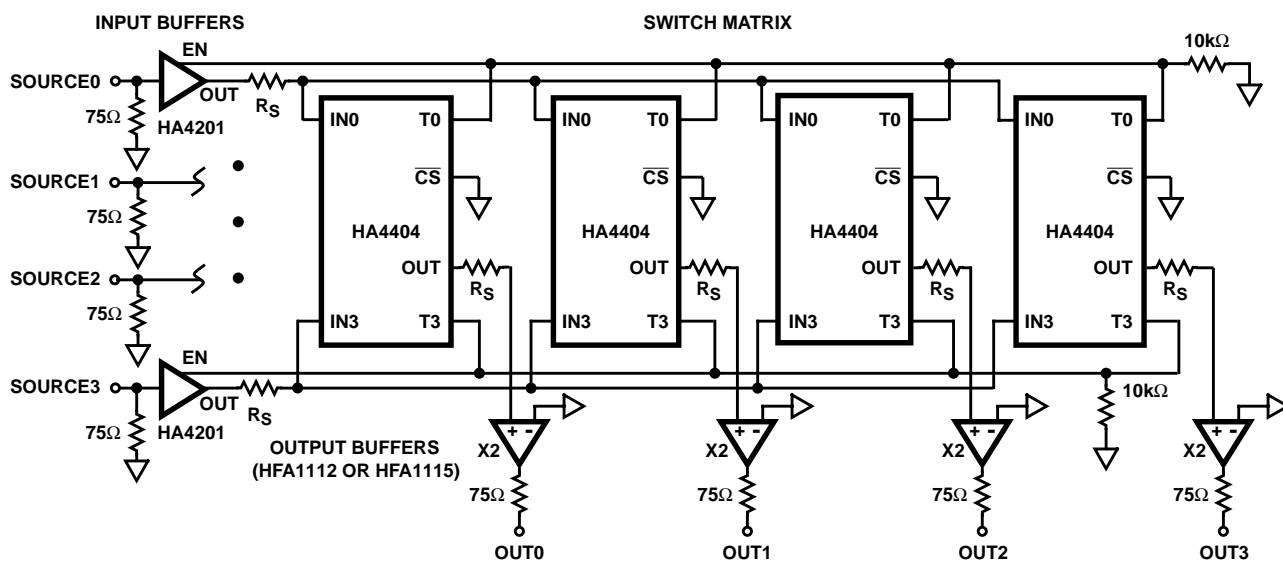 INPUT BUFFERS
SWITCH MATRIX
EN
10kΩ
SOURCE0
OUT
RS
75Ω
HA4201
IN0 T0
IN0 T0
IN0 T0
IN0 T0
CS
CS
CS
CS
SOURCE1
75Ω
HA4404
HA4404
HA4404
HA4404
SOURCE2
OUT
OUT
OUT
OUT
RS
RS
RS
RS
75Ω
IN3 T3
IN3 T3
IN3 T3
IN3 T3
EN
SOURCE3
OUT
RS
10kΩ
75Ω
HA4201
OUTPUT BUFFERS
(HFA1112 OR HFA1115)
+ -
+ -
+ -
+ -
X2
X2
X2
X2
75Ω
75Ω
75Ω
75Ω
OUT0
OUT1
OUT2
OUT3